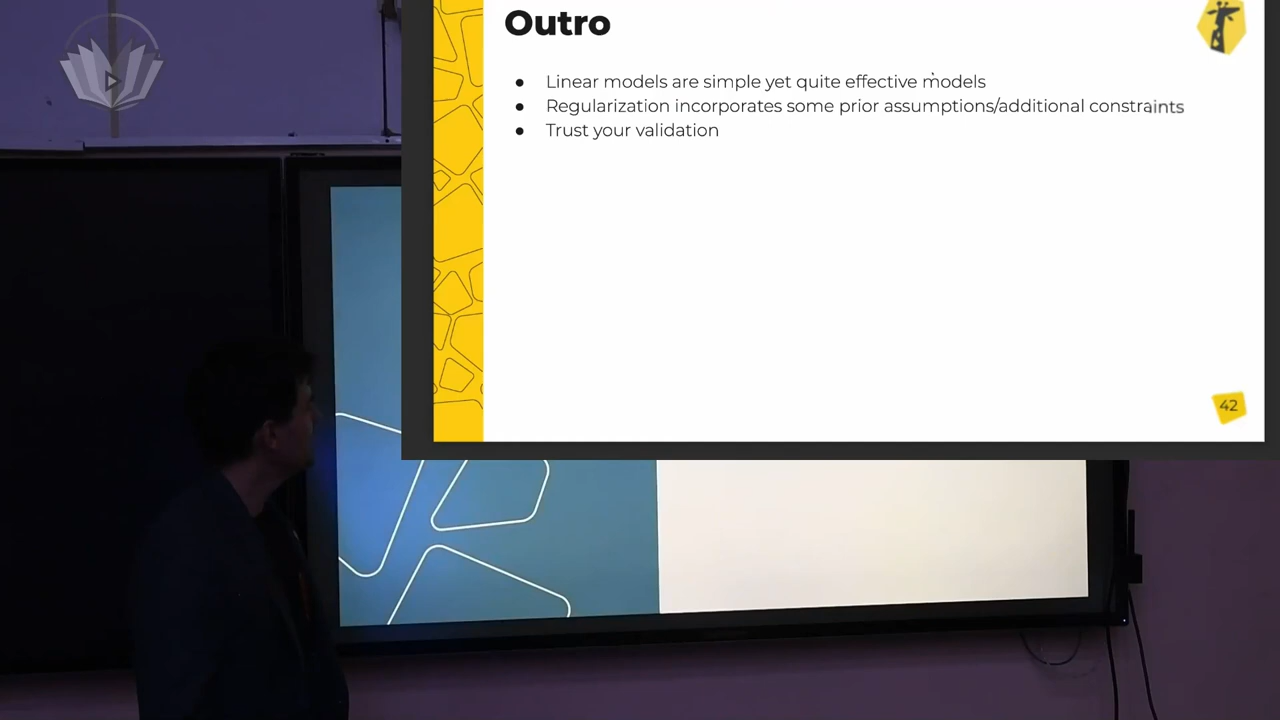 Outro
● Linear models are simple yet quite effective models
● Regularization incorporates some prior assumptions/additional constraints
● Trust your validation
42